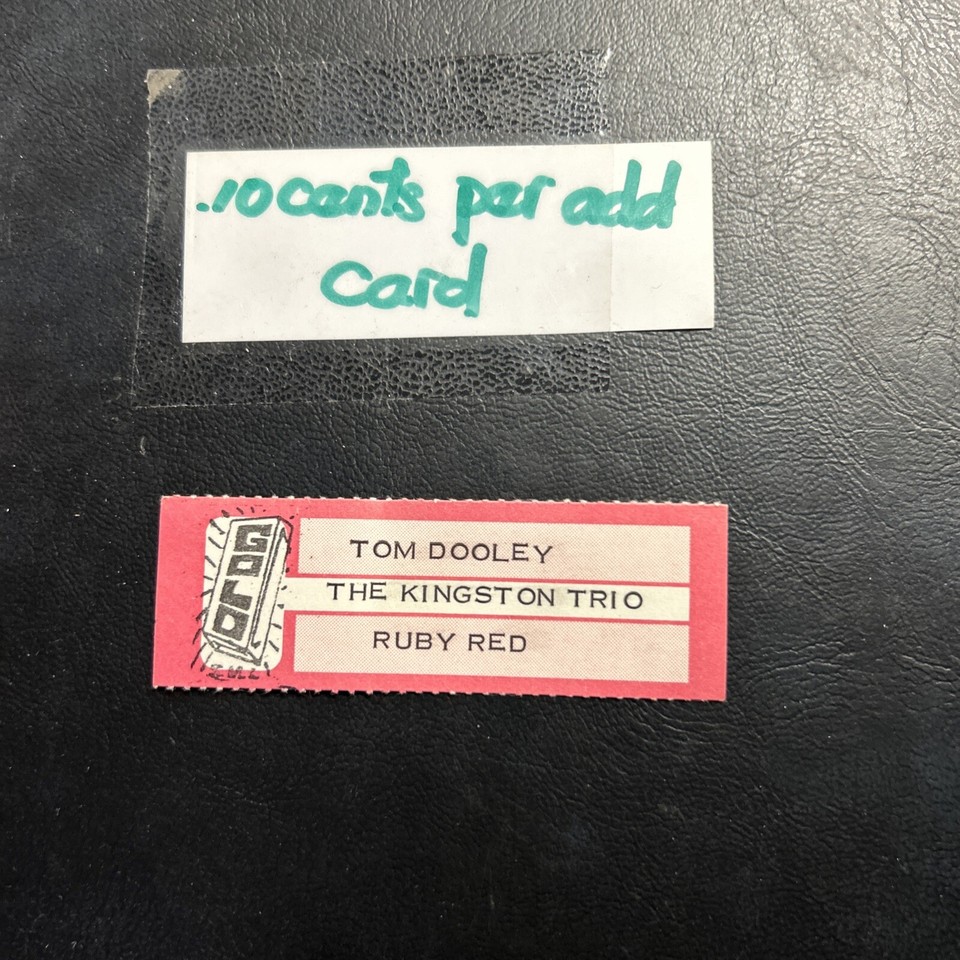 .10 cents per add
card
GOLD
TOM DOOLEY
THE KINGSTON TRIO
RUBY RED